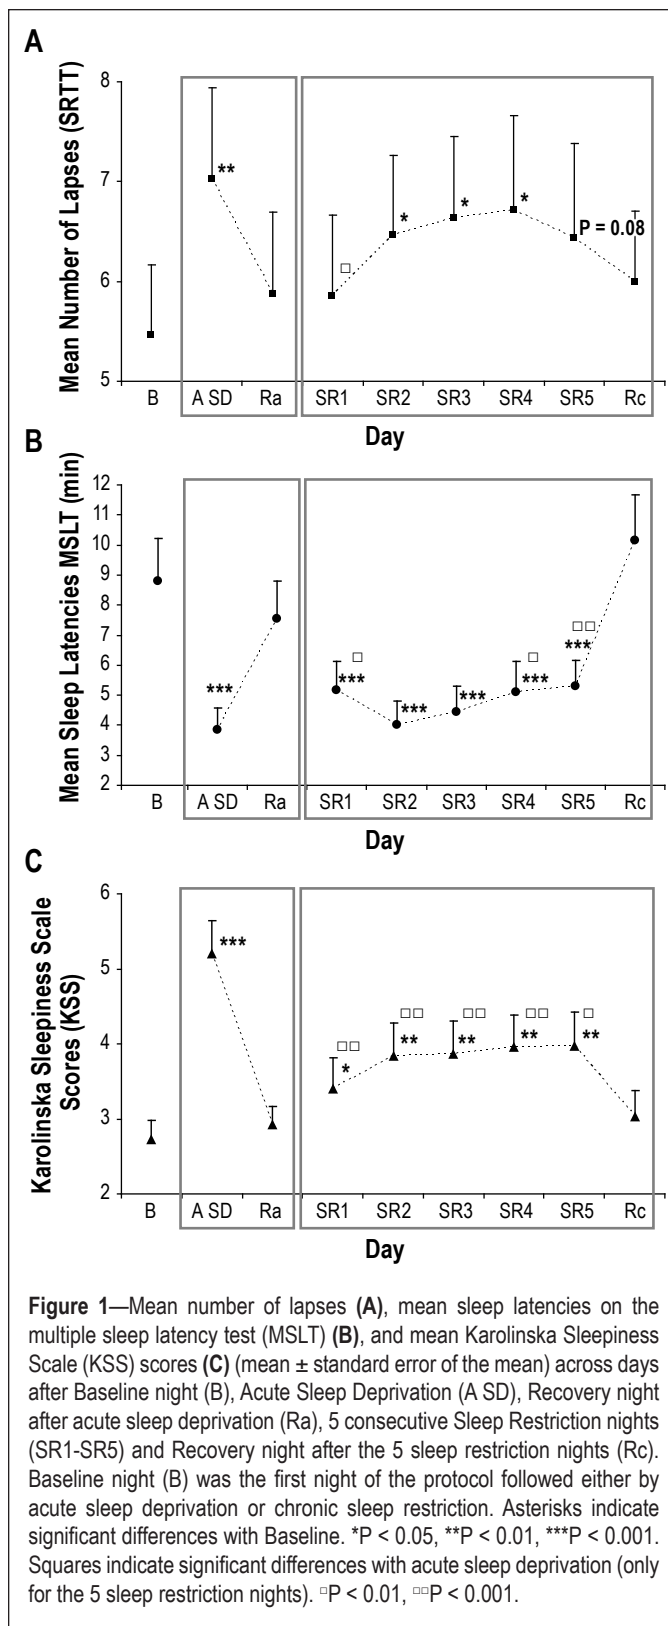 A
Mean Number of Lapses (SRTT)
8
7
6
5
**
□
*
*
*
P = 0.08
B A SD Ra SR1 SR2 SR3 SR4 SR5 Rc
Day
B
Mean Sleep Latencies MSLT (min)
12
11
10
9
8
7
6
5
4
3
2
***
□
***
***
***
□
***
□□
***
B A SD Ra SR1 SR2 SR3 SR4 SR5 Rc
Day
C
Karolinska Sleepiness Scale
Scores (KSS)
6
5
4
3
2
***
□□
*
□□
**
□□
**
□□
**
□
**
B A SD Ra SR1 SR2 SR3 SR4 SR5 Rc
Day
Figure 1—Mean number of lapses (A), mean sleep latencies on the
multiple sleep latency test (MSLT) (B), and mean Karolinska Sleepiness
Scale (KSS) scores (C) (mean ± standard error of the mean) across days
after Baseline night (B), Acute Sleep Deprivation (A SD), Recovery night
after acute sleep deprivation (Ra), 5 consecutive Sleep Restriction nights
(SR1-SR5) and Recovery night after the 5 sleep restriction nights (Rc).
Baseline night (B) was the first night of the protocol followed either by
acute sleep deprivation or chronic sleep restriction. Asterisks indicate
significant differences with Baseline. *P < 0.05, **P < 0.01, ***P < 0.001.
Squares indicate significant differences with acute sleep deprivation (only
for the 5 sleep restriction nights). □P < 0.01, □□P < 0.001.